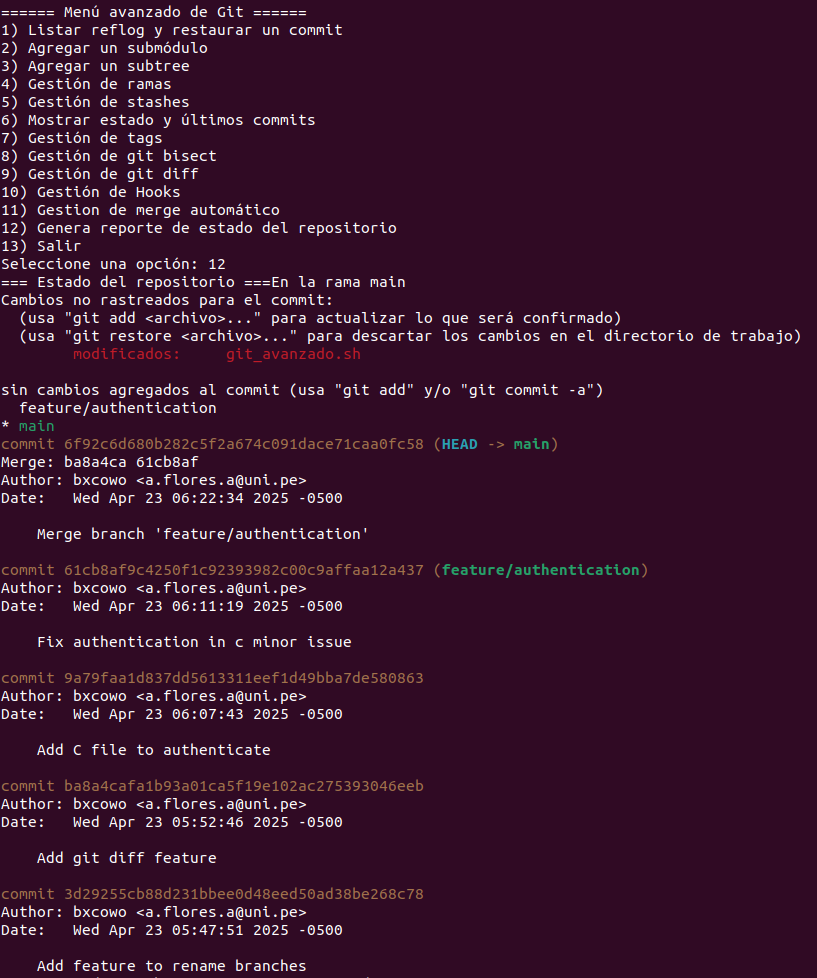 ====== Menú avanzado de Git ======
1) Listar reflog y restaurar un commit
2) Agregar un submódulo
3) Agregar un subtree
4) Gestión de ramas
5) Gestión de stashes
6) Mostrar estado y últimos commits
7) Gestión de tags
8) Gestión de git bisect
9) Gestión de git diff
10) Gestión de Hooks
11) Gestion de merge automático
12) Genera reporte de estado del repositorio
13) Salir
Seleccione una opción: 12
=== Estado del repositorio ===En la rama main
Cambios no rastreados para el commit:
  (usa "git add <archivo>..." para actualizar lo que será confirmado)
  (usa "git restore <archivo>..." para descartar los cambios en el directorio de trabajo)
        modificados:     git_avanzado.sh

sin cambios agregados al commit (usa "git add" y/o "git commit -a")
  feature/authentication
* main
commit 6f92c6d680b282c5f2a674c091dace71caa0fc58 (HEAD -> main)
Merge: ba8a4ca 61cb8af
Author: bxcowo <a.flores.a@uni.pe>
Date:   Wed Apr 23 06:22:34 2025 -0500

    Merge branch 'feature/authentication'

commit 61cb8af9c4250f1c92393982c00c9affaa12a437 (feature/authentication)
Author: bxcowo <a.flores.a@uni.pe>
Date:   Wed Apr 23 06:11:19 2025 -0500

    Fix authentication in c minor issue

commit 9a79faa1d837dd5613311eef1d49bba7de580863
Author: bxcowo <a.flores.a@uni.pe>
Date:   Wed Apr 23 06:07:43 2025 -0500

    Add C file to authenticate

commit ba8a4cafa1b93a01ca5f19e102ac275393046eeb
Author: bxcowo <a.flores.a@uni.pe>
Date:   Wed Apr 23 05:52:46 2025 -0500

    Add git diff feature

commit 3d29255cb88d231bbee0d48eed50ad38be268c78
Author: bxcowo <a.flores.a@uni.pe>
Date:   Wed Apr 23 05:47:51 2025 -0500

    Add feature to rename branches